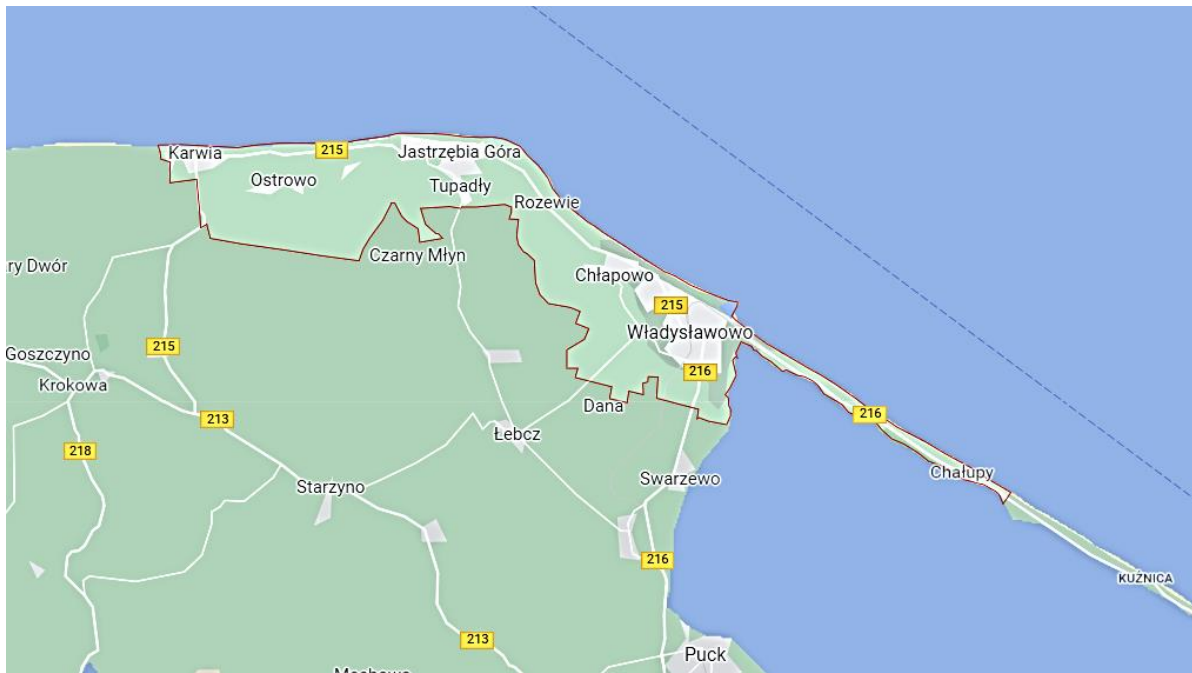 Karwia
215
Jastrzębia Góra
Ostrowo
Tupadły
Rozewie
Czarny Młyn
ry Dwór
Chłapowo
215
Władysławowo
215
Goszczyno
Krokowa
216
Dana
213
216
Łebcz
218
Swarzewo
Chałupy
Starzyno
216
KUŹNICA
213
Puck